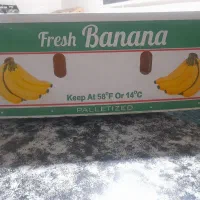 Fresh Banana
Keep At 58°F Or 14°C
PALLETIZED